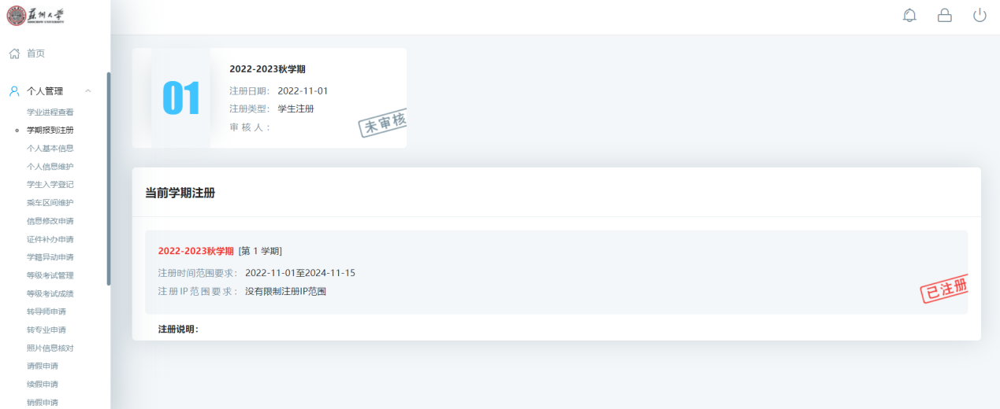 蘇州大學
SOOCHOW UNIVERSITY
首页
个人管理
学业进程查看
学期报到注册
个人基本信息
个人信息维护
学生入学登记
乘车区间维护
信息修改申请
证件补办申请
学籍异动申请
等级考试管理
等级考试成绩
转导师申请
转专业申请
照片信息核对
请假申请
续假申请
销假申请
01
2022-2023秋学期
注册日期： 2022-11-01
注册类型： 学生注册
审 核 人：
未审核
当前学期注册
2022-2023秋学期 [第 1 学期]
注册时间范围要求： 2022-11-01至2024-11-15
注册IP范围要求： 没有限制注册IP范围
已注册
注册说明：